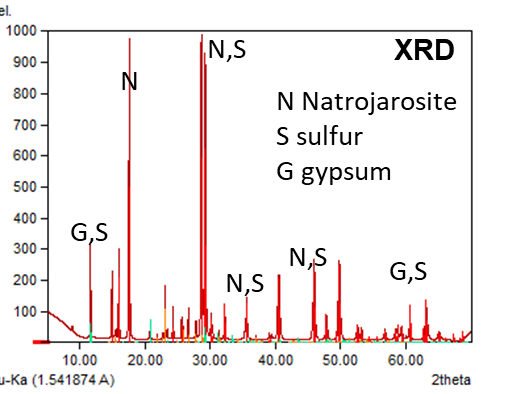 el.
1000
XRD
N,S
900
N
800
N Natrojarosite
700
S sulfur
600
G gypsum
500
400
G,S
300
N,S
G,S
N,S
200
100
10.00 20.00 30.00 40.00 50.00 60.00
u-Ka (1.541874 A) 2theta